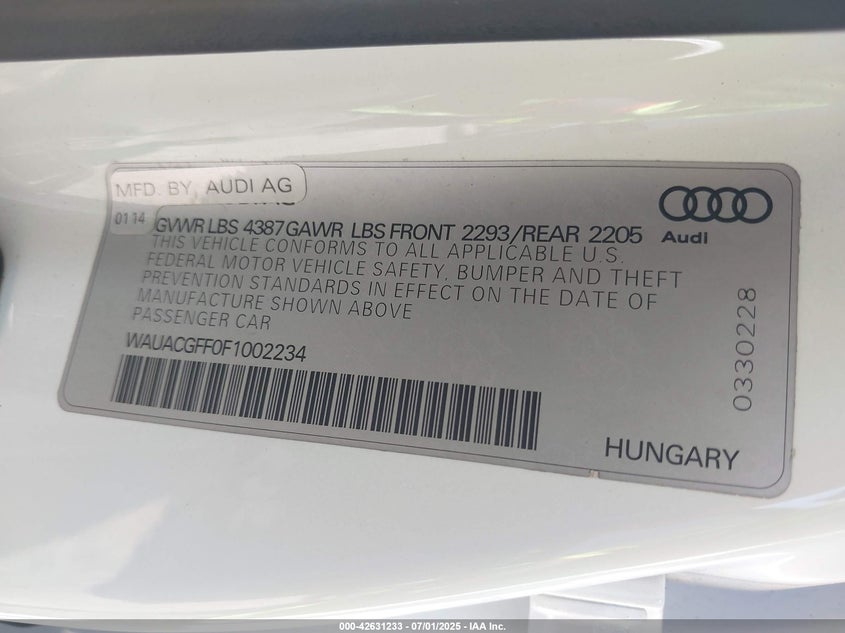 MFD. BY. AUDI AG
01 14
GVWR LBS 4387 GAWR LBS FRONT 2293/REAR 2205
THIS VEHICLE CONFORMS TO ALL APPLICABLE U.S.
FEDERAL MOTOR VEHICLE SAFETY, BUMPER AND THEFT
PREVENTION STANDARDS IN EFFECT ON THE DATE OF
MANUFACTURE SHOWN ABOVE
PASSENGER CAR
WAUACGFF0F1002234
Audi
0330228
HUNGARY
000-42631233 - 07/01/2025 - IAA Inc.